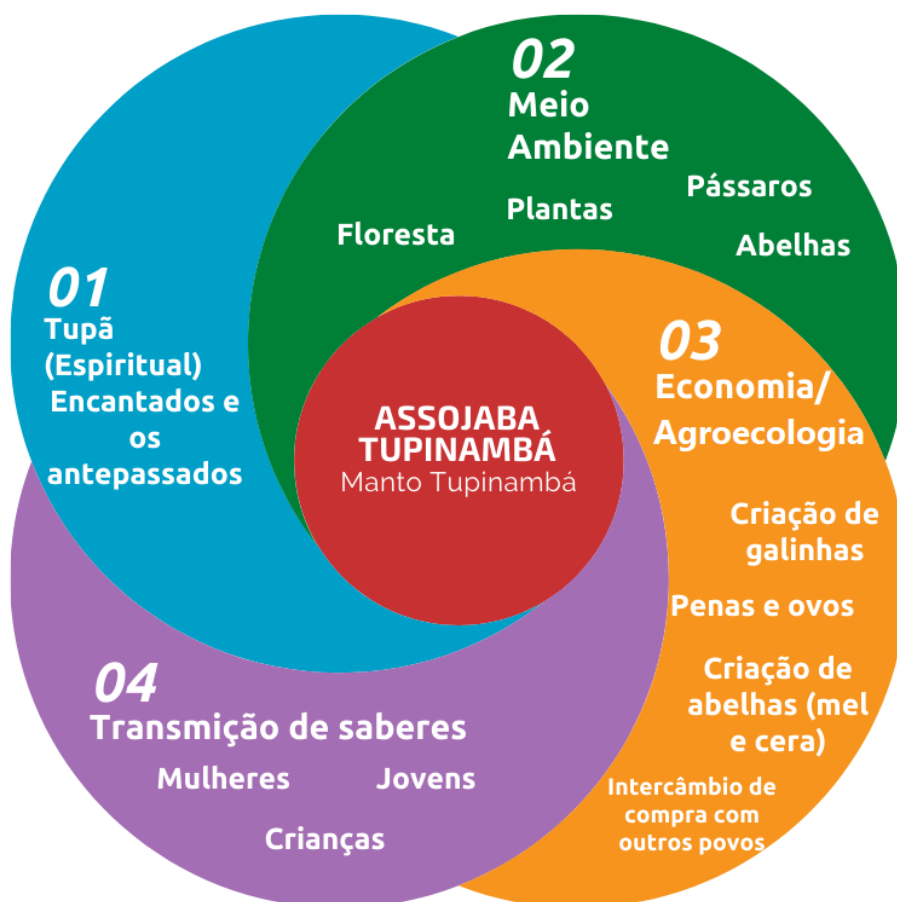 01
Tupã
(Espiritual)
Encantados e
os
antepassados
02
Meio
Ambiente
Floresta
Plantas
Pássaros
Abelhas
03
Economia/
Agroecologia
Criação de
galinhas
Penas e ovos
Criação de
abelhas (mel
e cera)
Intercâmbio de
compra com
outros povos
04
Transmição de saberes
Mulheres
Jovens
Crianças
ASSOJABA
TUPINAMBÁ
Manto Tupinambá